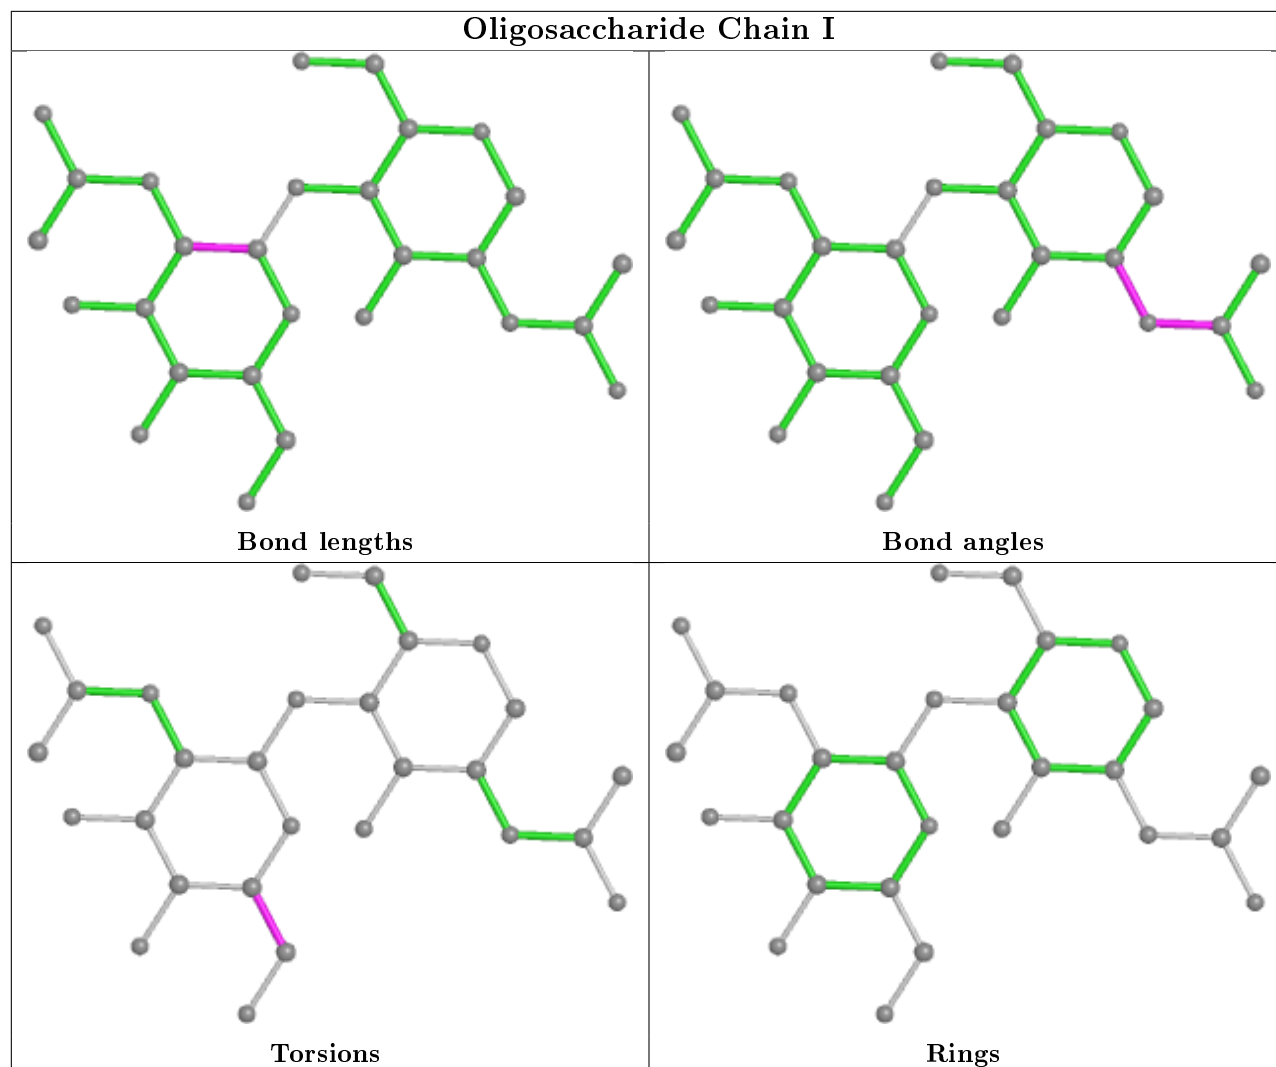 Oligosaccharide Chain I
Bond lengths
Bond angles
Torsions
Rings